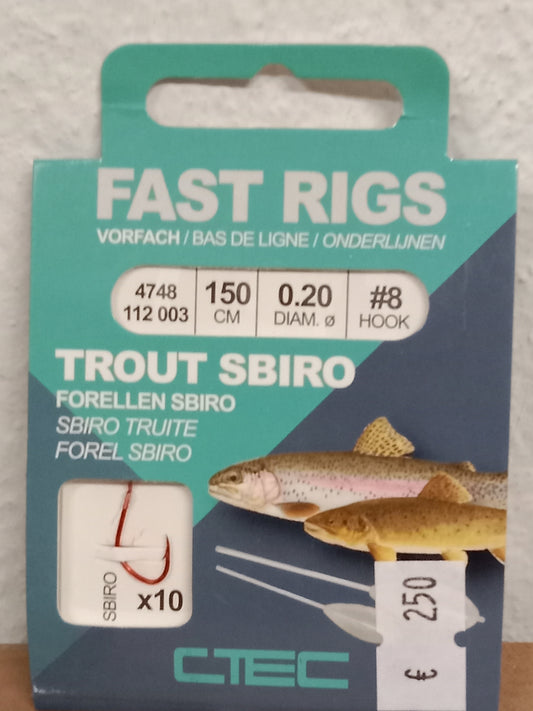 FAST RIGS
VORFACH / BAS DE LIGNE / ONDERLIJNEN
4748
112 003
150
CM
0.20
DIAM. ø
#8
HOOK
TROUT SBIRO
FORELLEN SBIRO
SBIRO TRUITE
FOREL SBIRO
SBIRO
x10
CTEC
€ 250